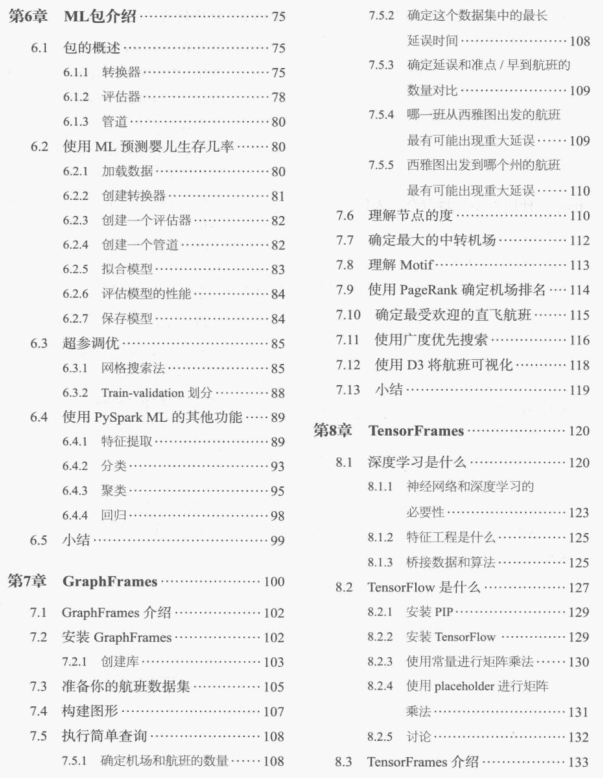 第6章 ML包介绍 …………… 75
6.1 包的概述 …………… 75
6.1.1 转换器 …………… 75
6.1.2 评估器 …………… 78
6.1.3 管道 …………… 80
6.2 使用 ML 预测婴儿生存几率 …… 80
6.2.1 加载数据 …………… 80
6.2.2 创建转换器 …………… 81
6.2.3 创建一个评估器 …………… 82
6.2.4 创建一个管道 …………… 82
6.2.5 拟合模型 …………… 83
6.2.6 评估模型的性能 …………… 84
6.2.7 保存模型 …………… 84
6.3 超参调优 …………… 85
6.3.1 网格搜索法 …………… 85
6.3.2 Train-validation 划分 ………… 88
6.4 使用 PySpark ML 的其他功能 …… 89
6.4.1 特征提取 …………… 89
6.4.2 分类 …………… 93
6.4.3 聚类 …………… 95
6.4.4 回归 …………… 98
6.5 小结 …………… 99
第7章 GraphFrames …………… 100
7.1 GraphFrames 介绍 …………… 102
7.2 安装 GraphFrames …………… 102
7.2.1 创建库 …………… 103
7.3 准备你的航班数据集 …………… 105
7.4 构建图形 …………… 107
7.5 执行简单查询 …………… 108
7.5.1 确定机场和航班的数量 …… 108
7.5.2 确定这个数据集中的最长
延误时间 …………… 108
7.5.3 确定延误和准点 / 早到航班的
数量对比 …………… 109
7.5.4 哪一班从西雅图出发的航班
最有可能出现重大延误 …… 109
7.5.5 西雅图出发到哪个州的航班
最有可能出现重大延误 …… 110
7.6 理解节点的度 …………… 110
7.7 确定最大的中转机场 …………… 112
7.8 理解 Motif …………… 113
7.9 使用 PageRank 确定机场排名 … 114
7.10 确定最受欢迎的直飞航班 …… 115
7.11 使用广度优先搜索 …………… 116
7.12 使用 D3 将航班可视化 ………… 118
7.13 小结 …………… 119
第8章 TensorFrames …………… 120
8.1 深度学习是什么 …………… 120
8.1.1 神经网络和深度学习的
必要性 …………… 123
8.1.2 特征工程是什么 …………… 125
8.1.3 桥接数据和算法 …………… 125
8.2 TensorFlow 是什么 …………… 127
8.2.1 安装 PIP …………… 129
8.2.2 安装 TensorFlow …………… 129
8.2.3 使用常量进行矩阵乘法 …… 130
8.2.4 使用 placeholder 进行矩阵
乘法 …………… 131
8.2.5 讨论 …………… 132
8.3 TensorFrames 介绍 …………… 133